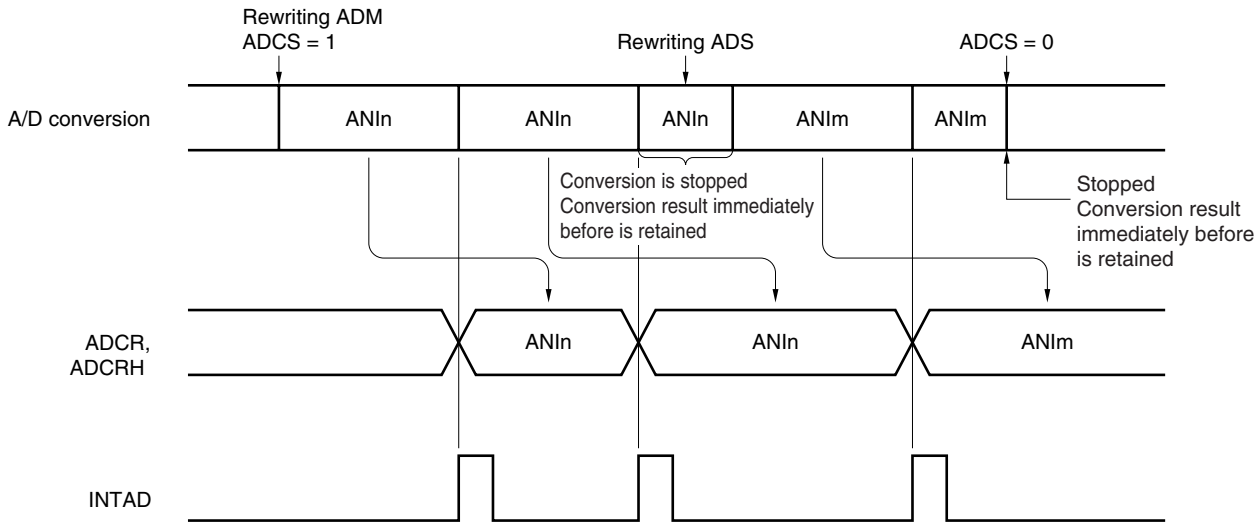 Rewriting ADM
ADCS = 1
Rewriting ADS
ADCS = 0
A/D conversion
ANIn
ANIn
ANIn
ANIm
ANIm
Conversion is stopped
Conversion result immediately
before is retained
Stopped
Conversion result
immediately before
is retained
ADCR,
ADCRH
ANIn
ANIn
ANIm
INTAD